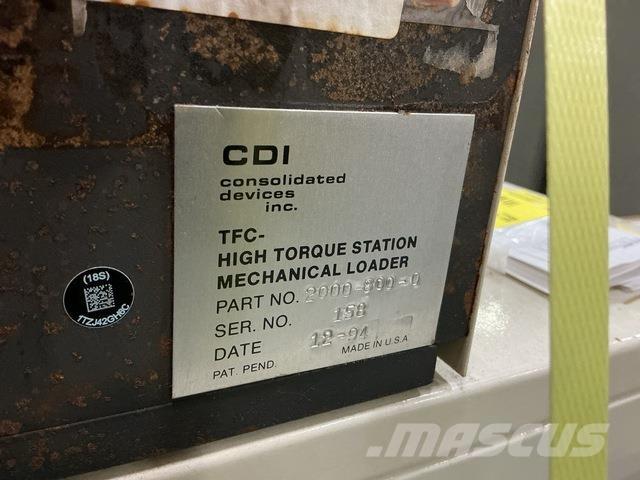 CDI
consolidated
devices
inc.
TFC-
HIGH TORQUE STATION
MECHANICAL LOADER
PART NO. 2000-800-0
SER. NO. 158
DATE 12-94
MADE IN U.S.A
PAT. PEND.
(18S)
1TZJ42GH6C
MASCUS